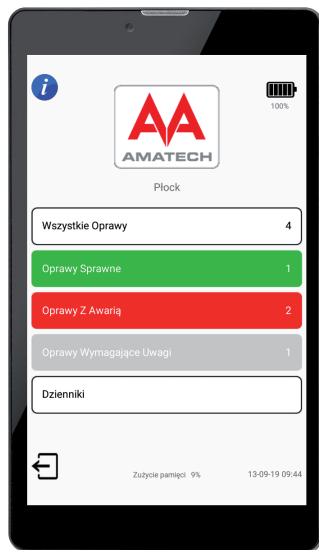 i
100%
AMATECH
Płock
Wszystkie Oprawy 4
Oprawy Sprawne 1
Oprawy Z Awarią 2
Oprawy Wymagające Uwagi 1
Dzienniki
Zużycie pamięci 9% 13-09-19 09:44